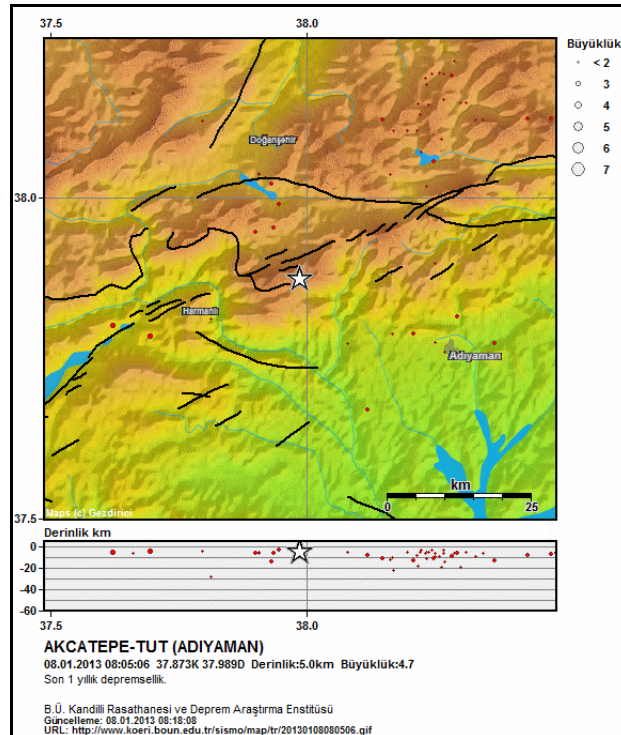 37.5
38.0
Büyüklük
< 2
3
4
5
6
7
Doğanşehir
38.0
Harmanlı
Adıyaman
km
0
25
Maps (c) Gezdirici
37.5
Derinlik km
0
-20
-40
-60
37.5
38.0
AKCATEPE-TUT (ADIYAMAN)
08.01.2013 08:05:06 37.873K 37.989D Derinlik:5.0km Büyüklük:4.7
Son 1 yıllık depremsellik.
B.Ü. Kandilli Rasathanesi ve Deprem Araştırma Enstitüsü
Güncelleme: 08.01.2013 08:18:08
URL: http://www.koeri.boun.edu.tr/sismo/map/tr/20130108080506.gif